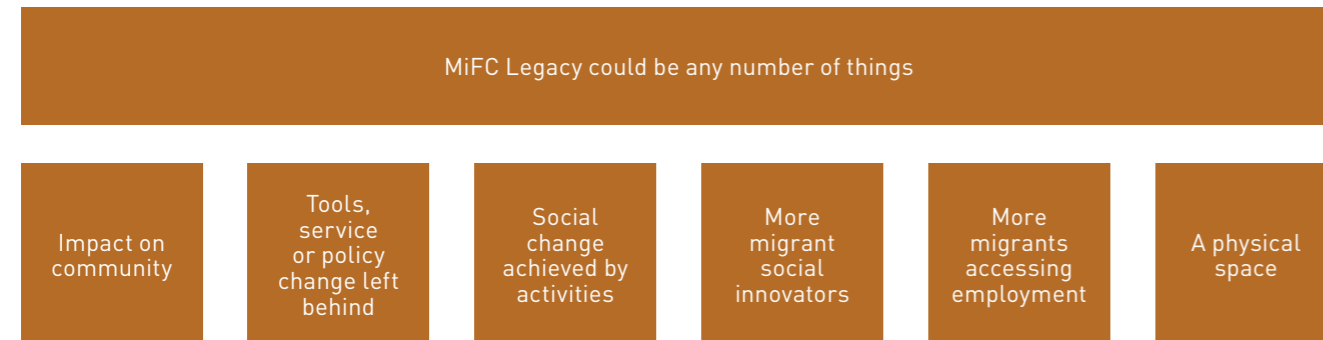 MiFC Legacy could be any number of things
Impact on
community
Tools,
service
or policy
change left
behind
Social
change
achieved by
activities
More
migrant
social
innovators
More
migrants
accessing
employment
A physical
space